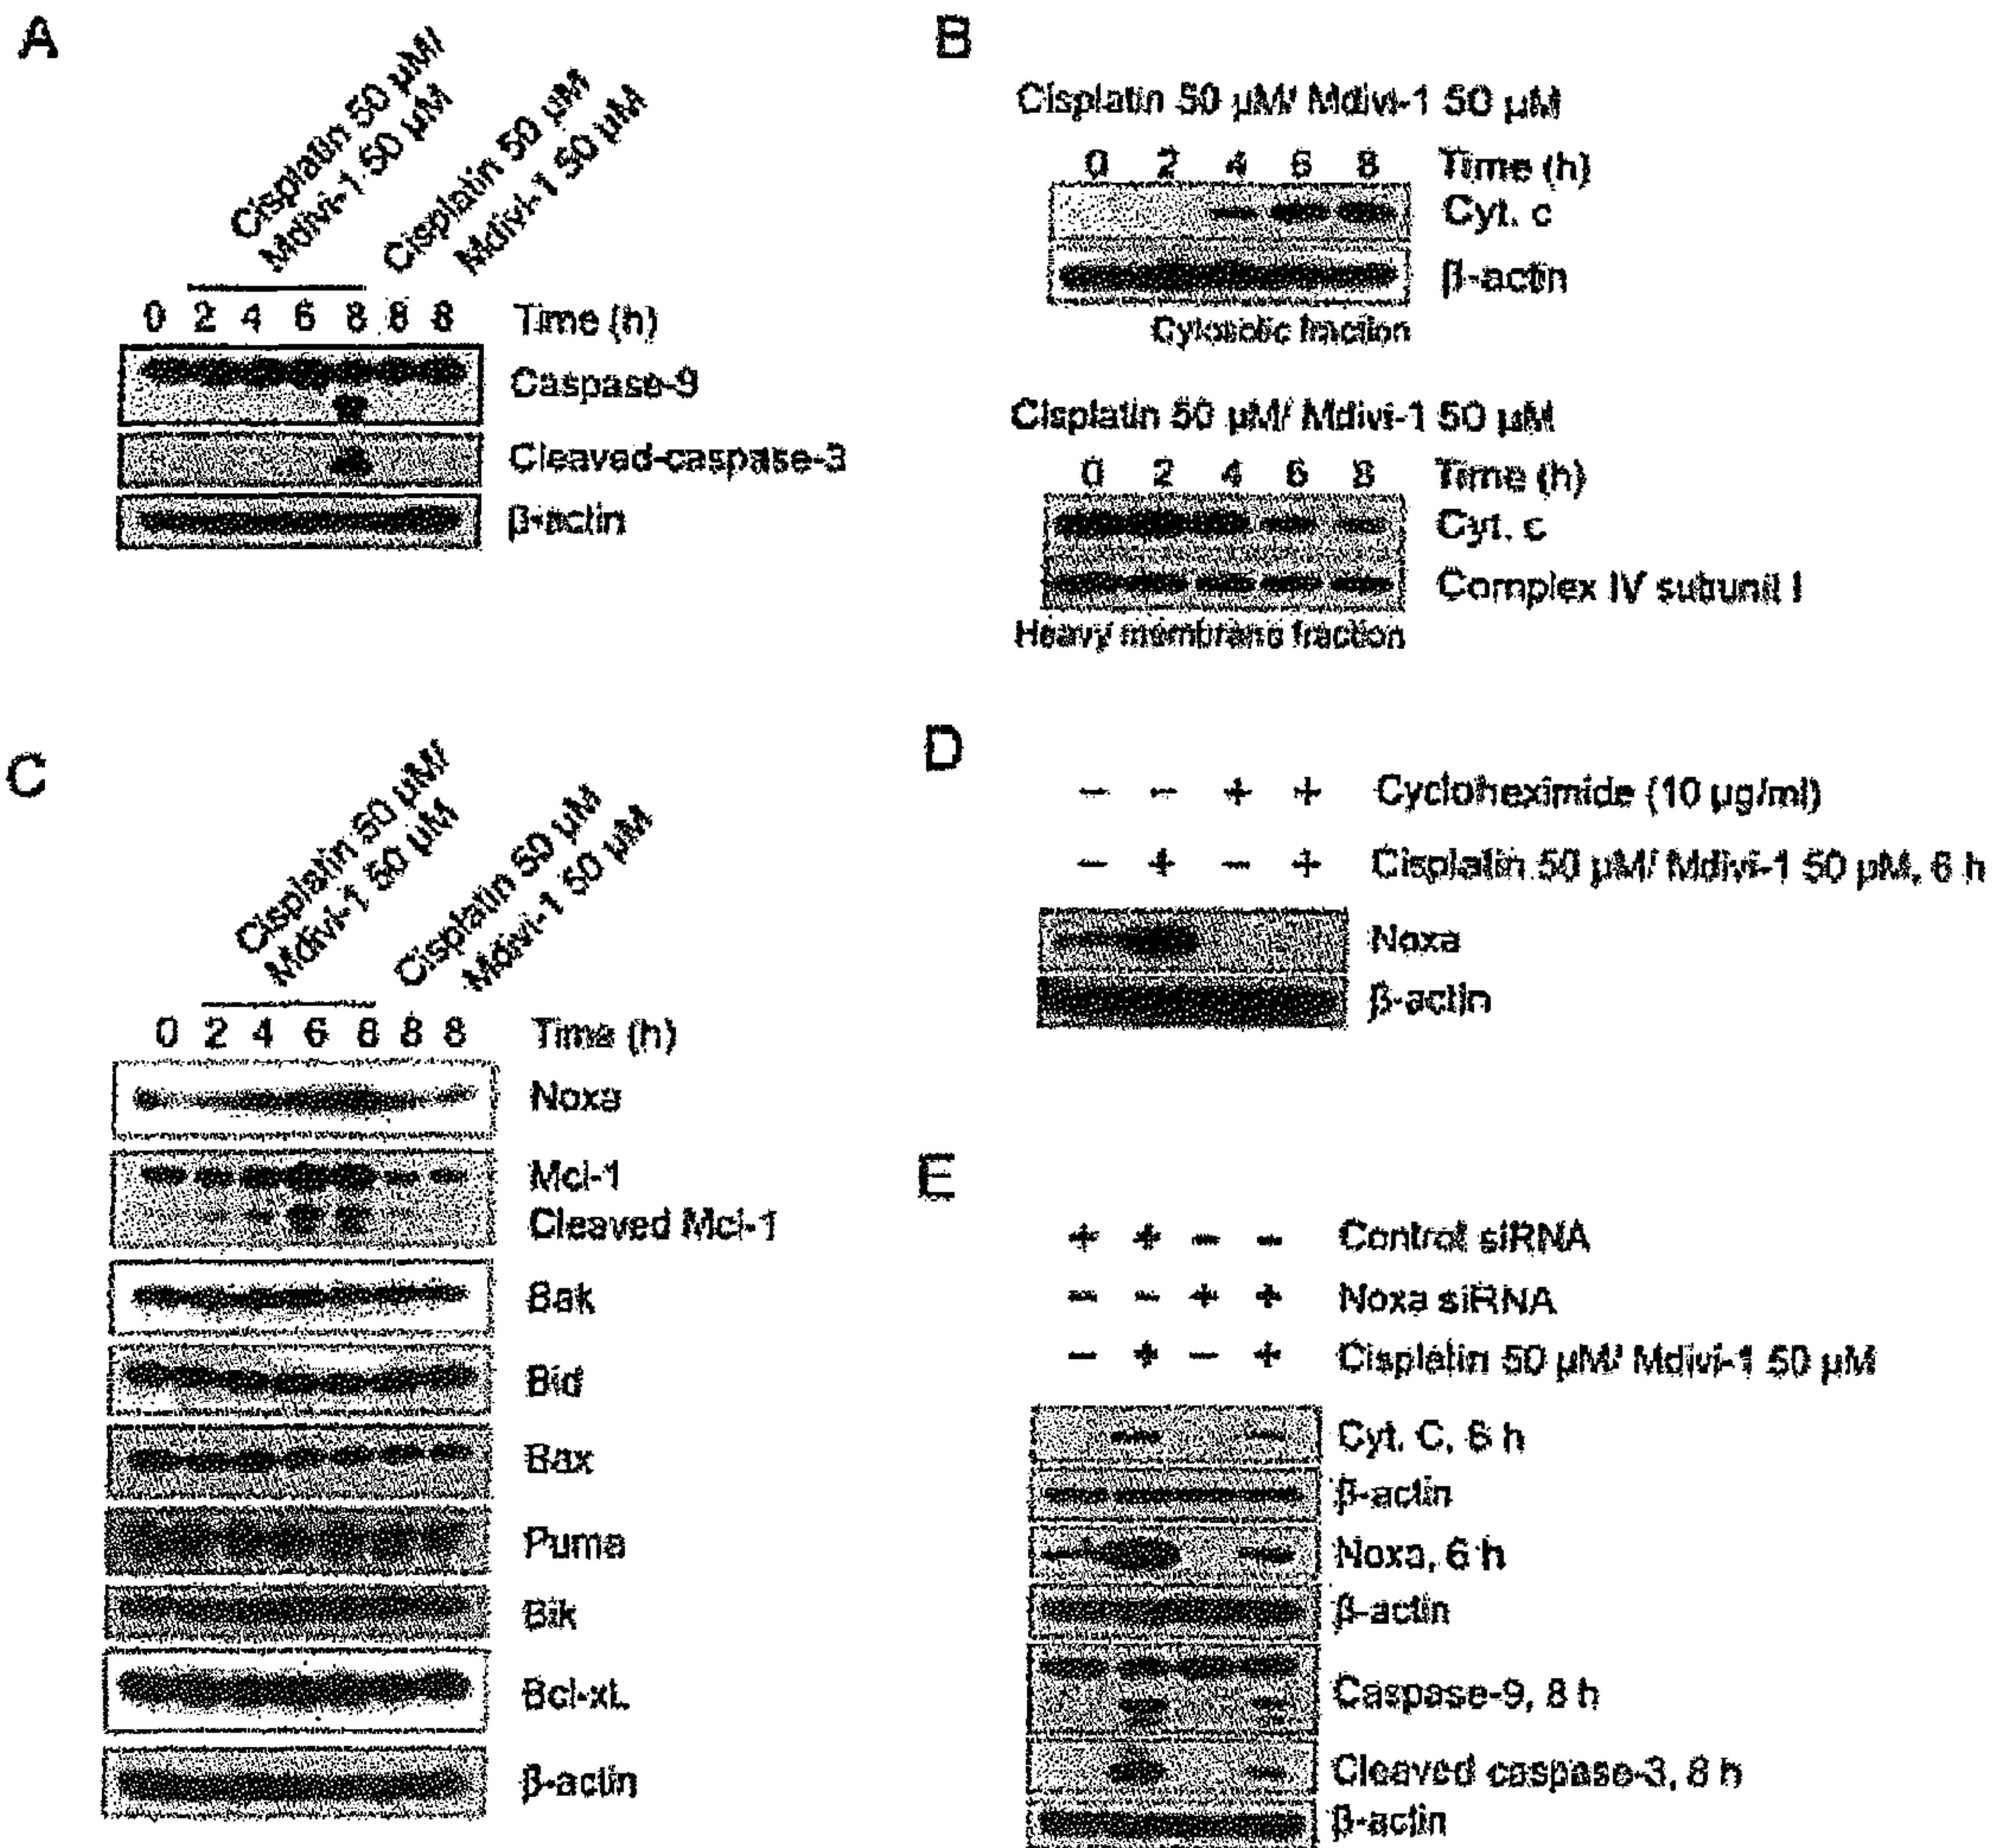 A
Cisplatin 50 µM/
Mdivi-1 50 µM
Cisplatin 50 µM
Mdivi-1 50 µM
0 2 4 6 8 8 8 Time (h)
Caspase-9
Cleaved-caspase-3
β-actin
B
Cisplatin 50 µM/ Mdivi-1 50 µM
0 2 4 6 8 Time (h)
Cyt. c
β-actin
Cytosolic fraction
Cisplatin 50 µM/ Mdivi-1 50 µM
0 2 4 6 8 Time (h)
Cyt. c
Complex IV subunit I
Heavy membrane fraction
C
Cisplatin 50 µM/
Mdivi-1 50 µM
Cisplatin 50 µM
Mdivi-1 50 µM
0 2 4 6 8 8 8 Time (h)
Noxa
Mcl-1
Cleaved Mcl-1
Bak
Bid
Bax
Puma
Bik
Bcl-xL
β-actin
D
– – + + Cycloheximide (10 µg/ml)
– + – + Cisplatin 50 µM/ Mdivi-1 50 µM, 6 h
Noxa
β-actin
E
+ + – – Control siRNA
– – + + Noxa siRNA
– + – + Cisplatin 50 µM/ Mdivi-1 50 µM
Cyt. C, 6 h
β-actin
Noxa, 6 h
β-actin
Caspase-9, 8 h
Cleaved caspase-3, 8 h
β-actin